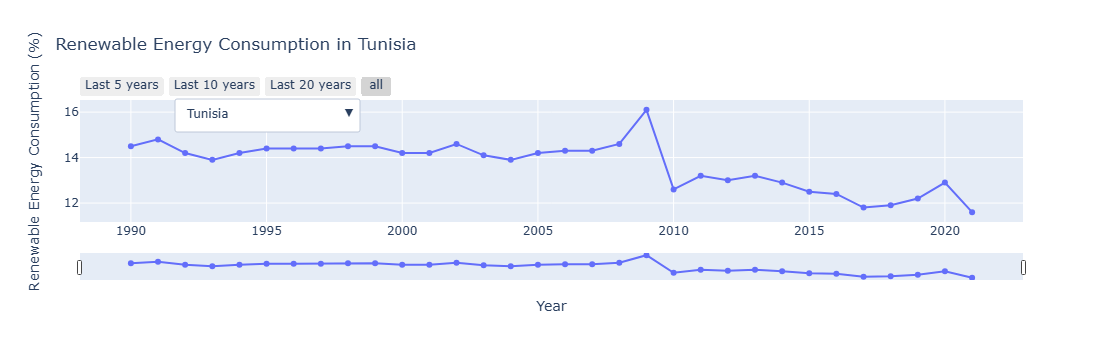 Renewable Energy Consumption in Tunisia
Renewable Energy Consumption (%)
Last 5 years
Last 10 years
Last 20 years
all
Tunisia
16
14
12
1990
1995
2000
2005
2010
2015
2020
Year